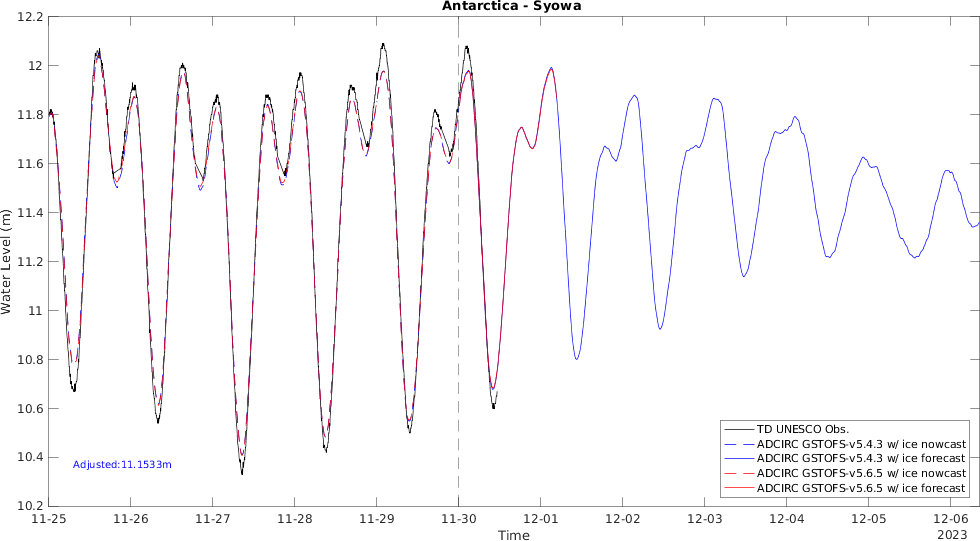 Antarctica - Syowa
12.2
12
11.8
11.6
11.4
11.2
11
10.8
10.6
10.4
10.2
Water Level (m)
Adjusted:11.1533m
TD UNESCO Obs.
ADCIRC GSTOFS-v5.4.3 w/ ice nowcast
ADCIRC GSTOFS-v5.4.3 w/ ice forecast
ADCIRC GSTOFS-v5.6.5 w/ ice nowcast
ADCIRC GSTOFS-v5.6.5 w/ ice forecast
11-25 11-26 11-27 11-28 11-29 11-30 12-01 12-02 12-03 12-04 12-05 12-06
Time
2023